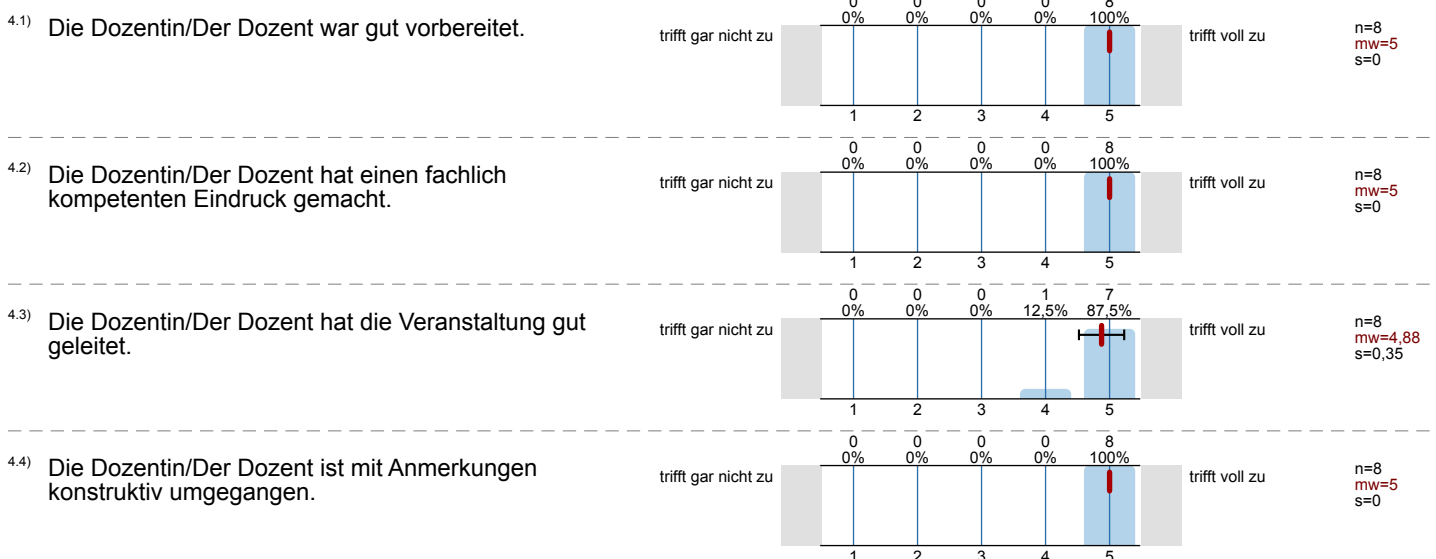 0 0 0 0 8
0% 0% 0% 0% 100%
4.1) Die Dozentin/Der Dozent war gut vorbereitet.
trifft gar nicht zu
trifft voll zu
n=8
mw=5
s=0
1 2 3 4 5
0 0 0 0 8
0% 0% 0% 0% 100%
4.2) Die Dozentin/Der Dozent hat einen fachlich
kompetenten Eindruck gemacht.
trifft gar nicht zu
trifft voll zu
n=8
mw=5
s=0
1 2 3 4 5
0 0 0 1 7
0% 0% 0% 12,5% 87,5%
4.3) Die Dozentin/Der Dozent hat die Veranstaltung gut
geleitet.
trifft gar nicht zu
trifft voll zu
n=8
mw=4,88
s=0,35
1 2 3 4 5
0 0 0 0 8
0% 0% 0% 0% 100%
4.4) Die Dozentin/Der Dozent ist mit Anmerkungen
konstruktiv umgegangen.
trifft gar nicht zu
trifft voll zu
n=8
mw=5
s=0
1 2 3 4 5